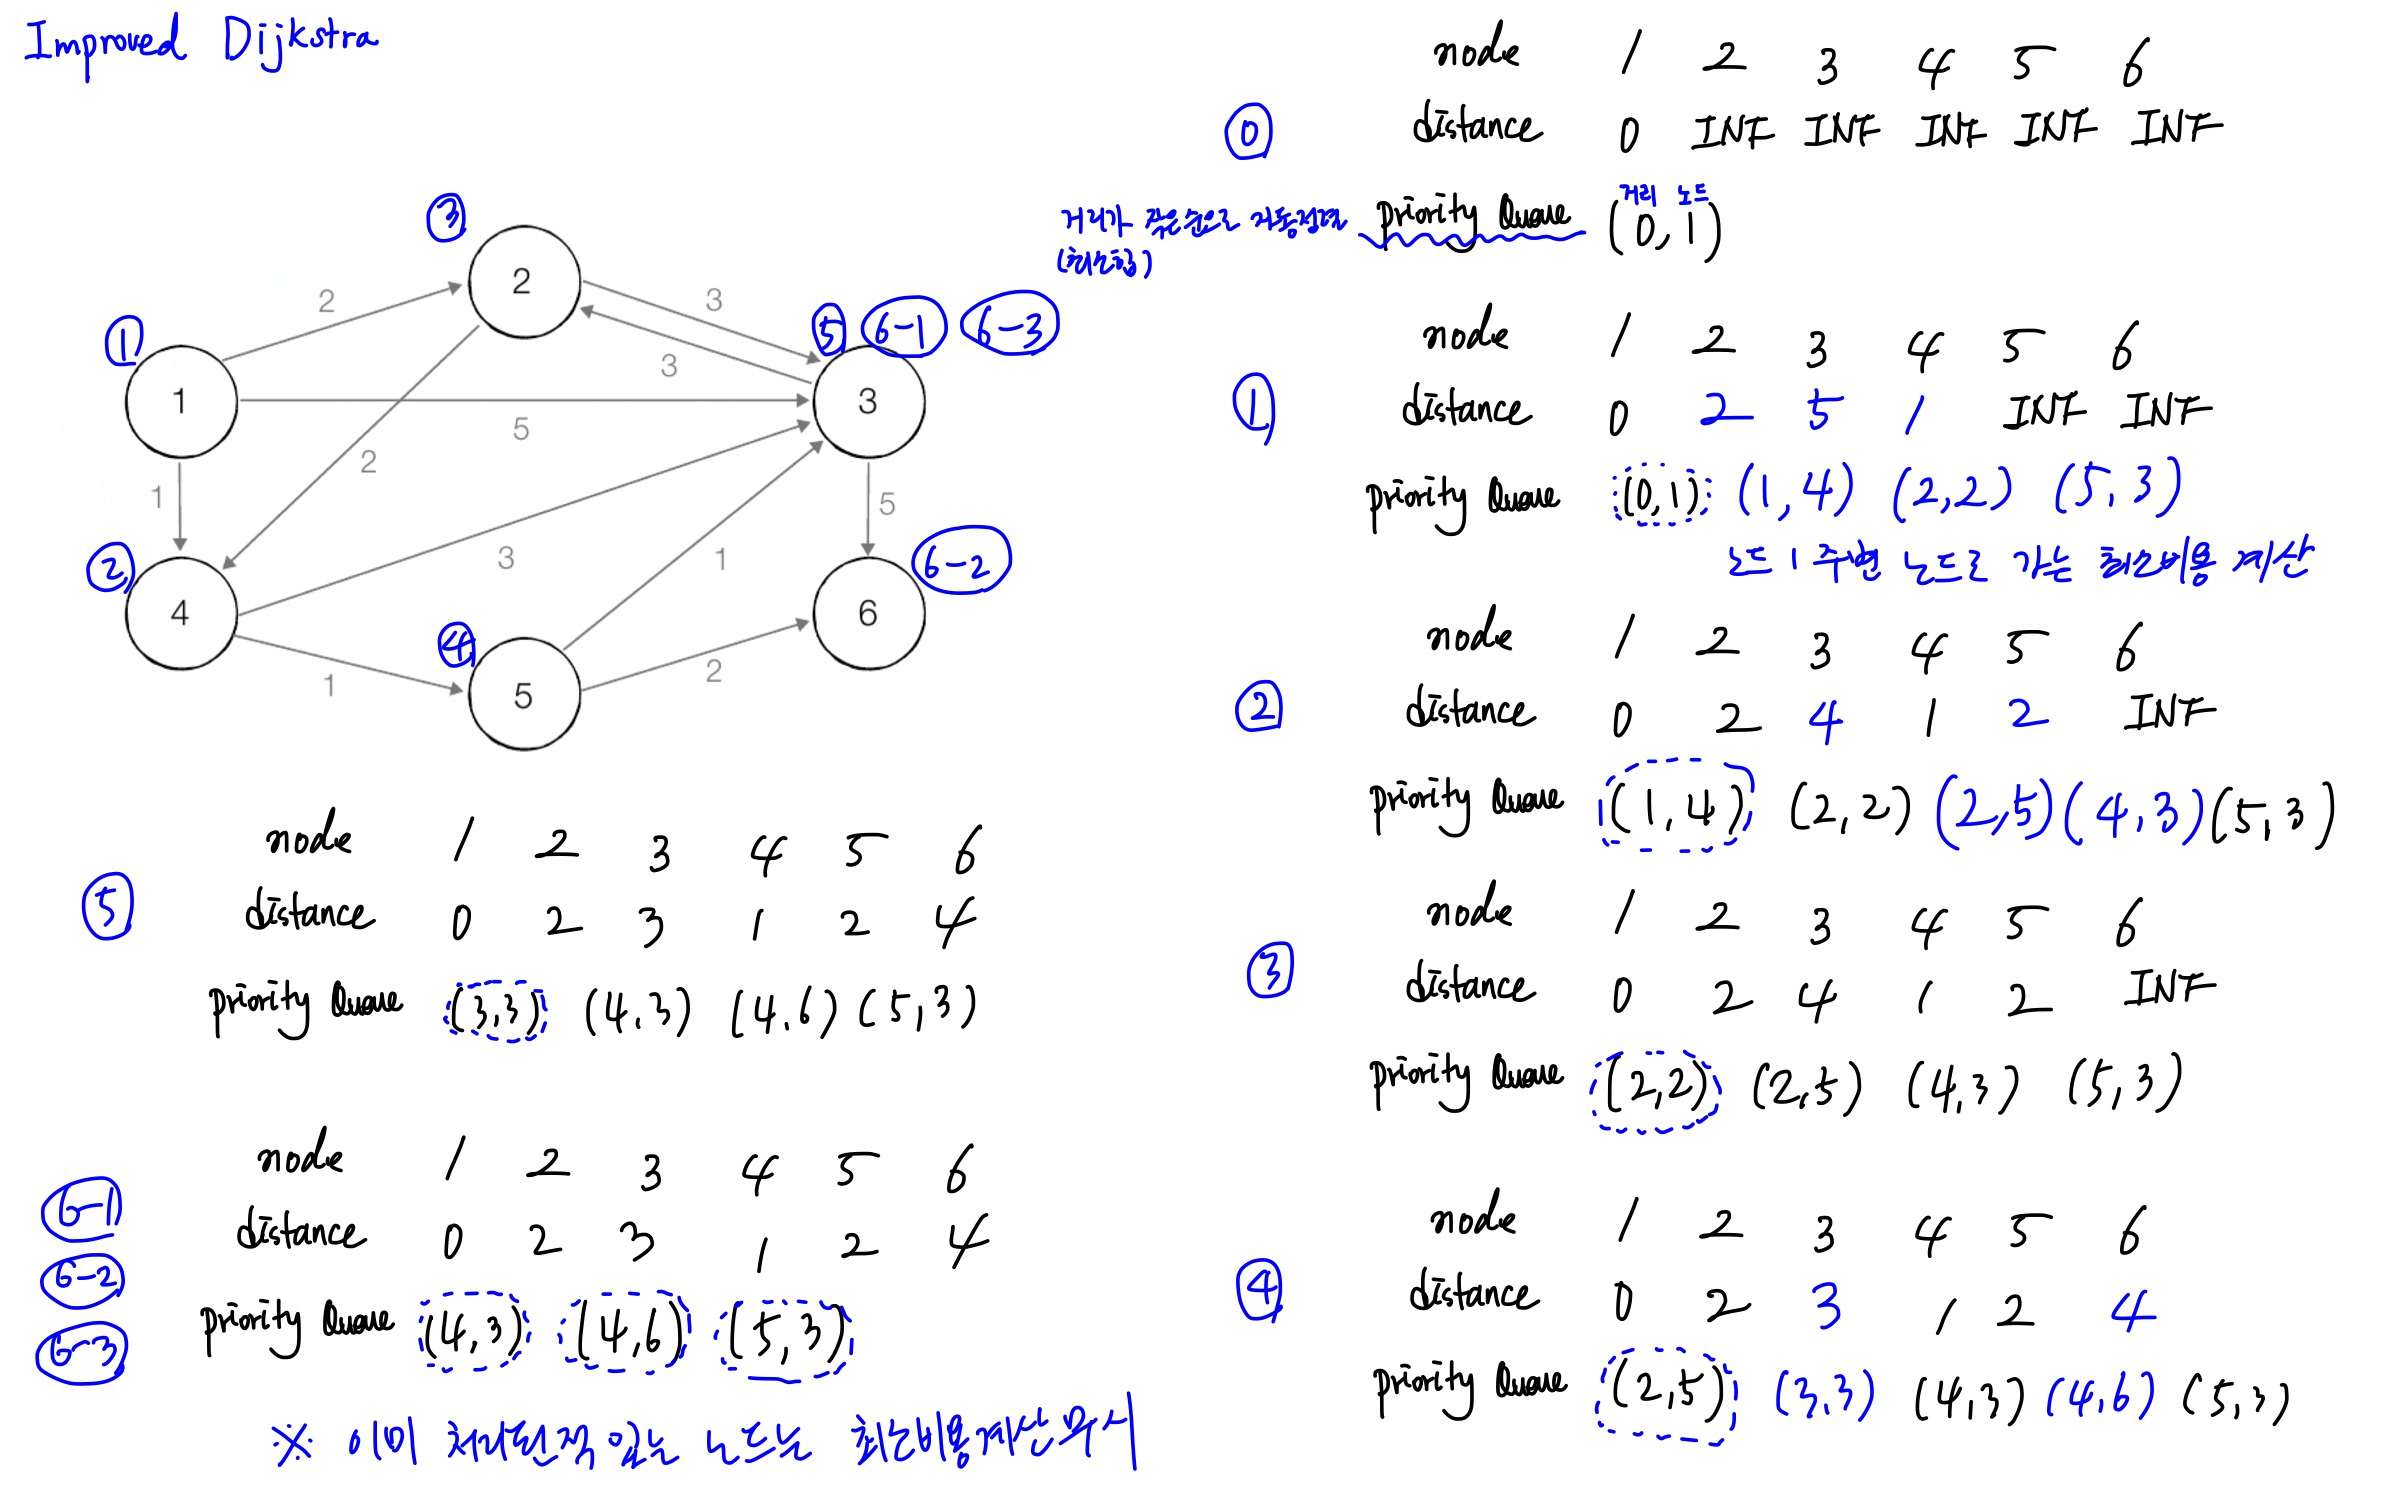 Improved Dijkstra
③
2
2
3
① 
⑤ 6-1 6-3
3
1
3
5
2
1
5
②
3
1
6-2
4
④
6
1
2
5
⓪
node 1 2 3 4 5 6
distance 0 INF INF INF INF INF
거리 노드
거리가 작은순으로 자동정렬 priority Queue (0,1)
(최소힙)
①
node 1 2 3 4 5 6
distance 0 2 5 1 INF INF
priority Queue (0,1) (1,4) (2,2) (5,3)
노드 1 주변 노드로 가는 최소비용 계산
②
node 1 2 3 4 5 6
distance 0 2 4 1 2 INF
priority Queue (1,4) (2,2) (2,5) (4,3) (5,3)
③
node 1 2 3 4 5 6
distance 0 2 4 1 2 INF
priority Queue (2,2) (2,5) (4,3) (5,3)
④
node 1 2 3 4 5 6
distance 0 2 3 1 2 4
priority Queue (2,5) (3,3) (4,3) (4,6) (5,3)
⑤
node 1 2 3 4 5 6
distance 0 2 3 1 2 4
priority Queue (3,3) (4,3) (4,6) (5,3)
6-1
6-2
6-3
node 1 2 3 4 5 6
distance 0 2 3 1 2 4
priority Queue (4,3) (4,6) (5,3)
※ 이미 처리된적 있는 노드는 최소비용계산 무시